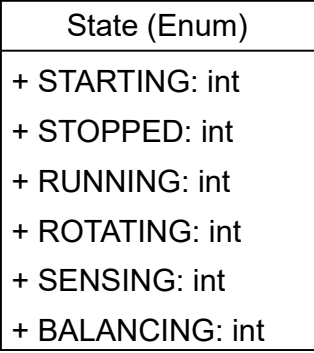 State (Enum)
+ STARTING: int
+ STOPPED: int
+ RUNNING: int
+ ROTATING: int
+ SENSING: int
+ BALANCING: int